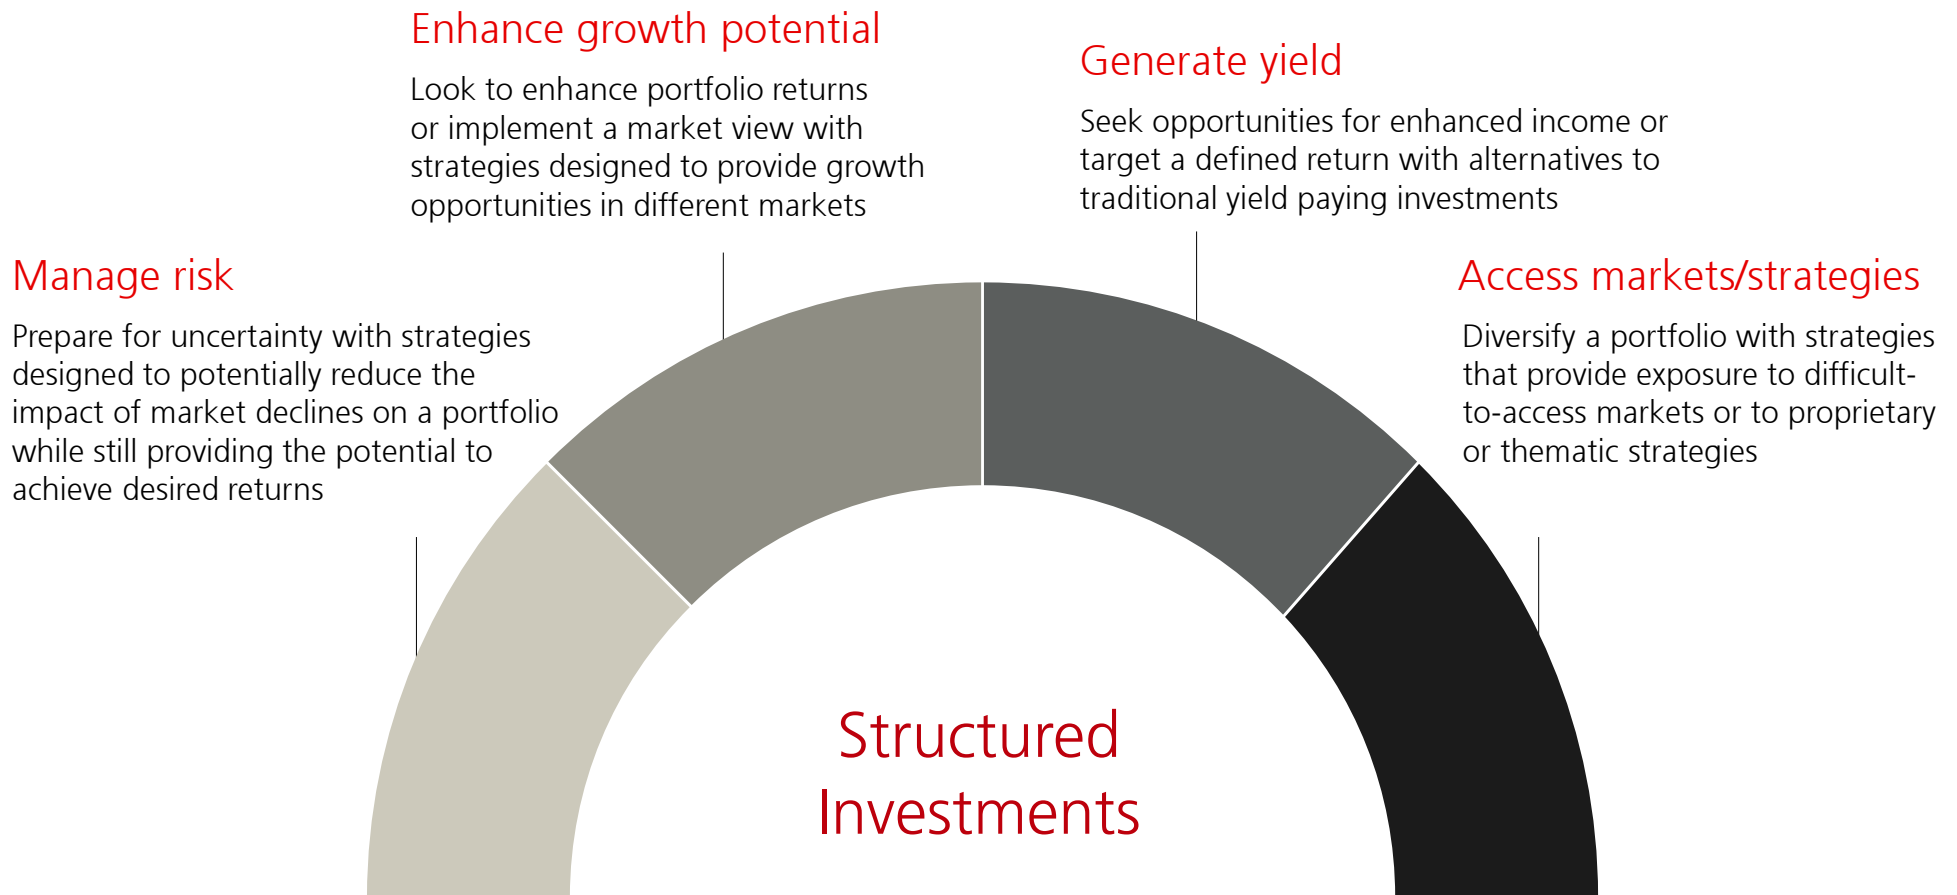 Enhance growth potential
Look to enhance portfolio returns
or implement a market view with
strategies designed to provide growth
opportunities in different markets
Generate yield
Seek opportunities for enhanced income or
target a defined return with alternatives to
traditional yield paying investments
Manage risk
Prepare for uncertainty with strategies
designed to potentially reduce the
impact of market declines on a portfolio
while still providing the potential to
achieve desired returns
Access markets/strategies
Diversify a portfolio with strategies
that provide exposure to difficult-
to-access markets or to proprietary
or thematic strategies
Structured
Investments